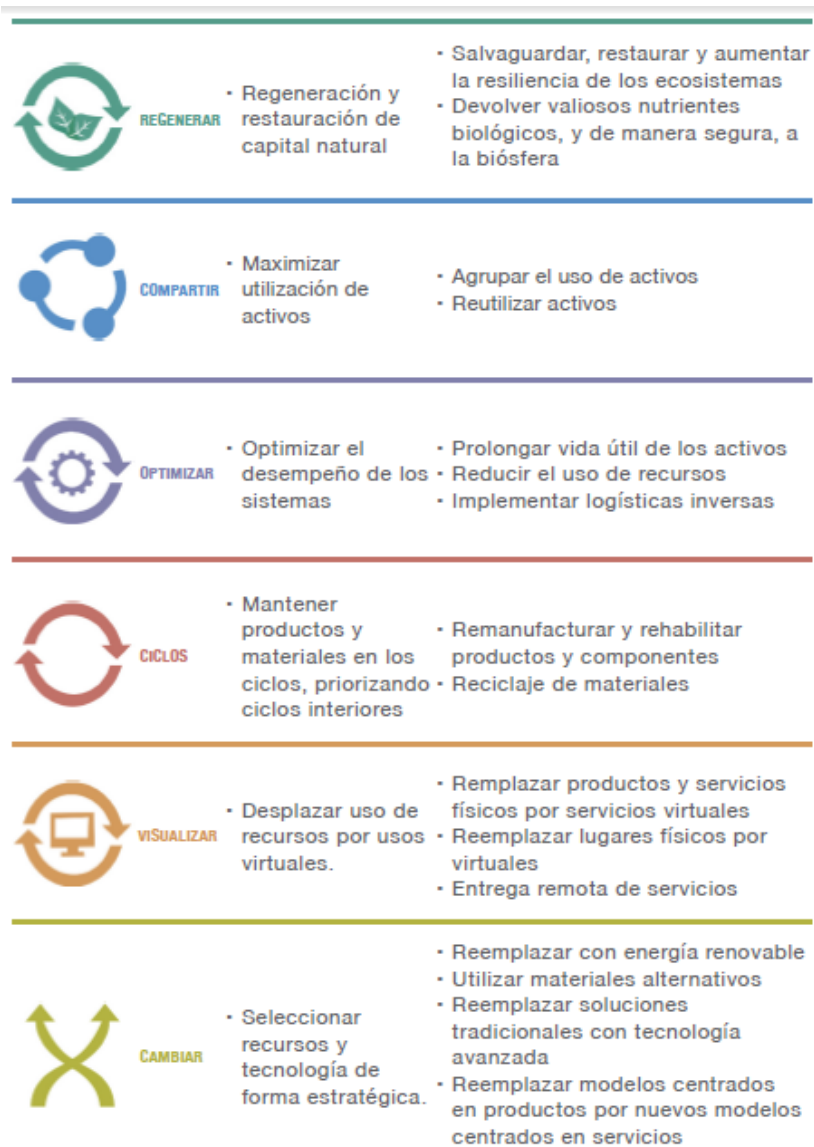 REGENERAR
· Regeneración y
restauración de
capital natural
· Salvaguardar, restaurar y aumentar
la resiliencia de los ecosistemas
· Devolver valiosos nutrientes
biológicos, y de manera segura, a
la biósfera
COMPARTIR
· Maximizar
utilización de
activos
· Agrupar el uso de activos
· Reutilizar activos
OPTIMIZAR
· Optimizar el
desempeño de los
sistemas
· Prolongar vida útil de los activos
· Reducir el uso de recursos
· Implementar logísticas inversas
CICLOS
· Mantener
productos y
materiales en los
ciclos, priorizando
ciclos interiores
· Remanufacturar y rehabilitar
productos y componentes
· Reciclaje de materiales
VISUALIZAR
· Desplazar uso de
recursos por usos
virtuales.
· Remplazar productos y servicios
físicos por servicios virtuales
· Reemplazar lugares físicos por
virtuales
· Entrega remota de servicios
CAMBIAR
· Seleccionar
recursos y
tecnología de
forma estratégica.
· Reemplazar con energía renovable
· Utilizar materiales alternativos
· Reemplazar soluciones
tradicionales con tecnología
avanzada
· Reemplazar modelos centrados
en productos por nuevos modelos
centrados en servicios